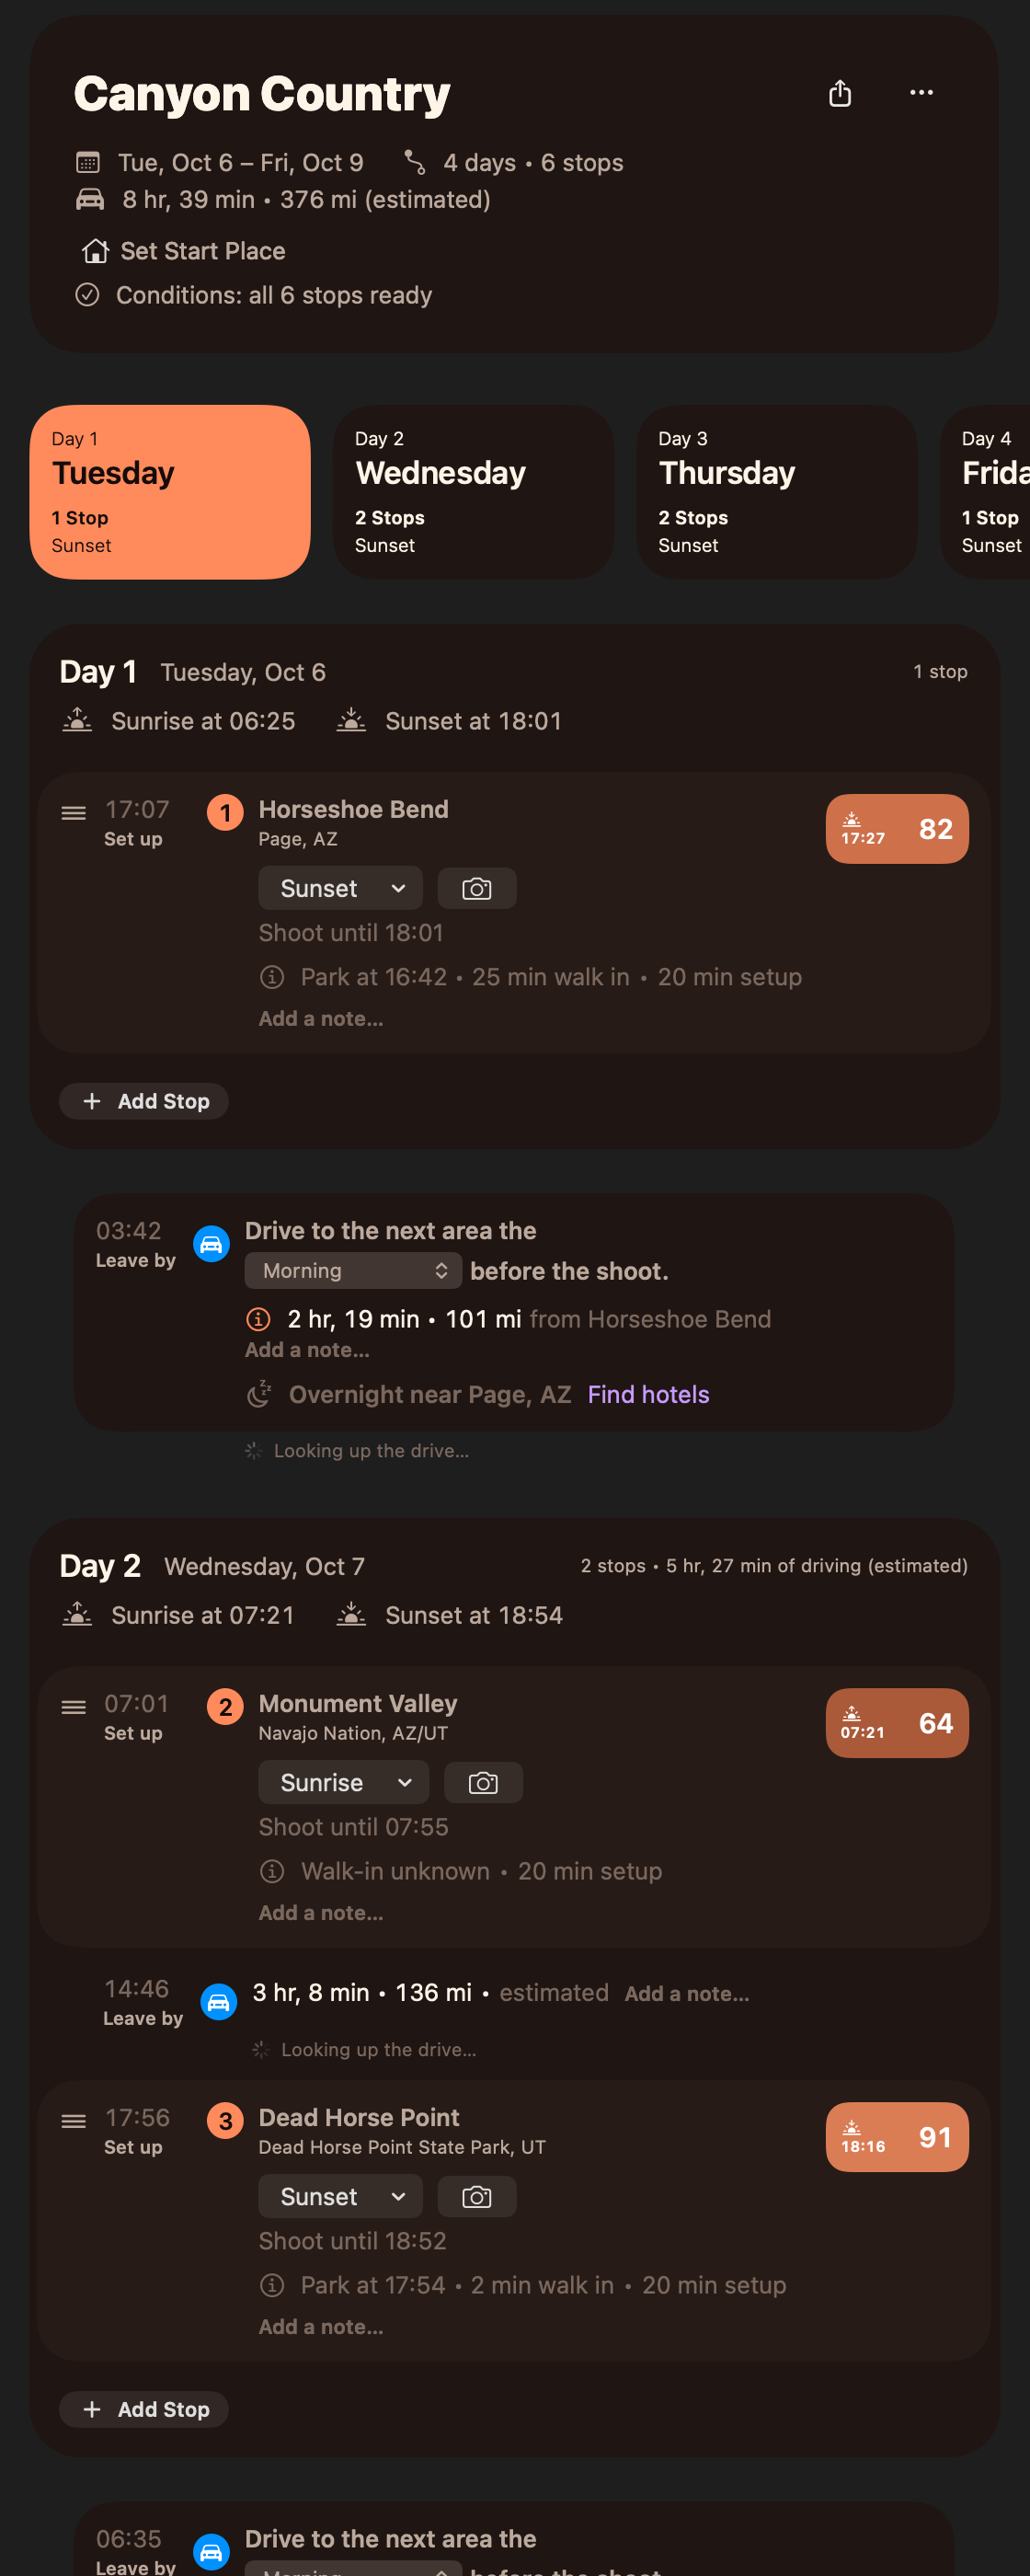 Canyon Country
Tue, Oct 6 – Fri, Oct 9 4 days • 6 stops
8 hr, 39 min • 376 mi (estimated)
Set Start Place
Conditions: all 6 stops ready
Day 1
Tuesday
1 Stop
Sunset
Day 2
Wednesday
2 Stops
Sunset
Day 3
Thursday
2 Stops
Sunset
Day 4
Frida
1 Stop
Sunset
Day 1 Tuesday, Oct 6 1 stop
Sunrise at 06:25 Sunset at 18:01
17:07
Set up
1 Horseshoe Bend
Page, AZ
17:27 82
Sunset
Shoot until 18:01
Park at 16:42 • 25 min walk in • 20 min setup
Add a note...
+ Add Stop
03:42
Leave by
Drive to the next area the
Morning before the shoot.
2 hr, 19 min • 101 mi from Horseshoe Bend
Add a note...
Overnight near Page, AZ Find hotels
Looking up the drive...
Day 2 Wednesday, Oct 7 2 stops • 5 hr, 27 min of driving (estimated)
Sunrise at 07:21 Sunset at 18:54
07:01
Set up
2 Monument Valley
Navajo Nation, AZ/UT
07:21 64
Sunrise
Shoot until 07:55
Walk-in unknown • 20 min setup
Add a note...
14:46
Leave by
3 hr, 8 min • 136 mi • estimated Add a note...
Looking up the drive...
17:56
Set up
3 Dead Horse Point
Dead Horse Point State Park, UT
18:16 91
Sunset
Shoot until 18:52
Park at 17:54 • 2 min walk in • 20 min setup
Add a note...
+ Add Stop
06:35
Leave by
Drive to the next area the
Morning before the shoot.